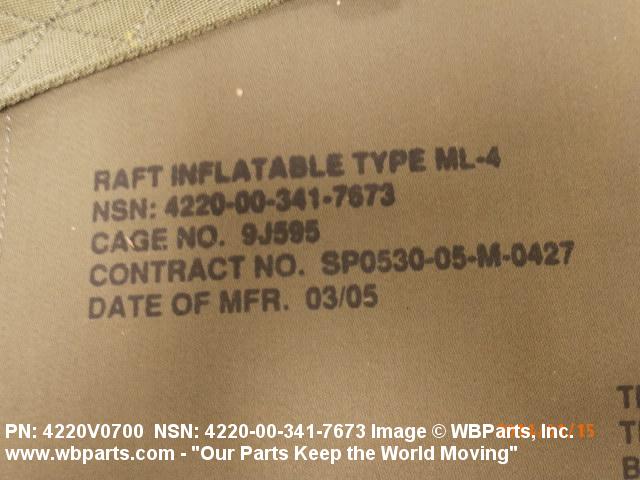 RAFT INFLATABLE TYPE ML-4
NSN: 4220-00-341-7673
CAGE NO. 9J595
CONTRACT NO. SP0530-05-M-0427
DATE OF MFR. 03/05
PN: 4220V0700 NSN: 4220-00-341-7673 Image © WBParts, Inc.
www.wbparts.com - "Our Parts Keep the World Moving"